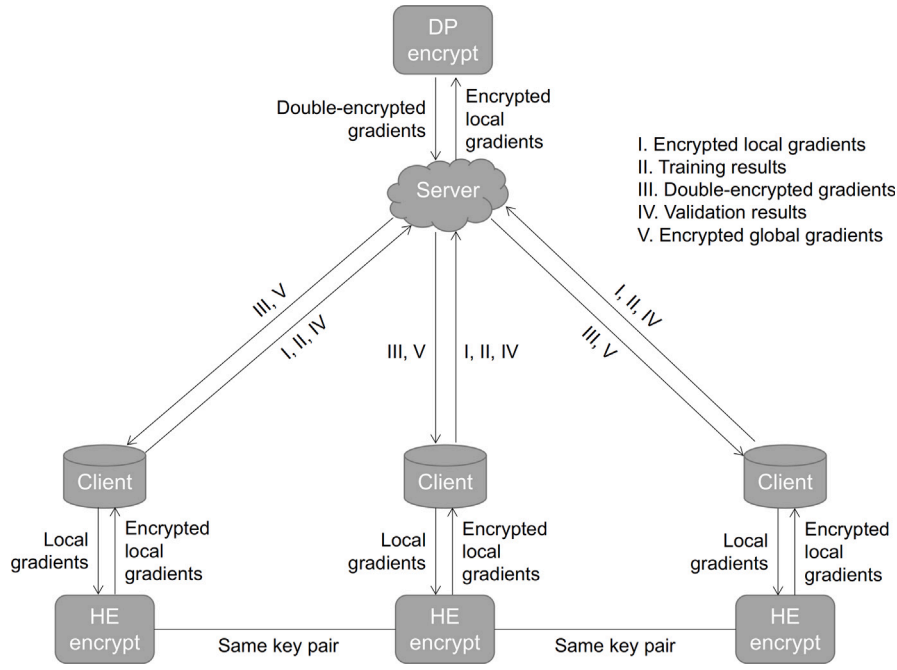 DP
encrypt
Double-encrypted
gradients
Encrypted
local
gradients
Server
I. Encrypted local gradients
II. Training results
III. Double-encrypted gradients
IV. Validation results
V. Encrypted global gradients
III, V
I, II, IV
III, V
I, II, IV
I, II, IV
III, V
Client
Client
Client
Local
gradients
Encrypted
local
gradients
Local
gradients
Encrypted
local
gradients
Local
gradients
Encrypted
local
gradients
HE
encrypt
Same key pair
HE
encrypt
Same key pair
HE
encrypt